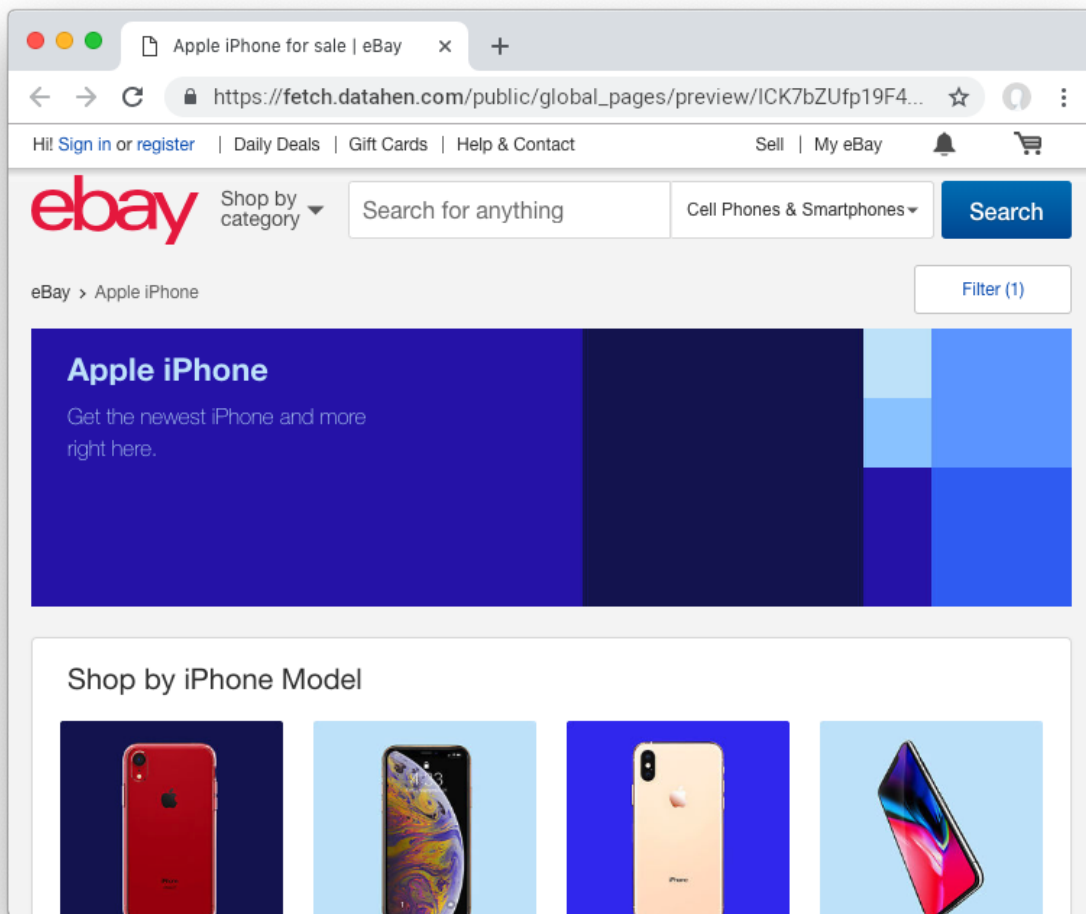 Apple iPhone for sale | eBay
https://fetch.datahen.com/public/global_pages/preview/ICK7bZUfp19F4...
Hi! Sign in or register | Daily Deals | Gift Cards | Help & Contact Sell | My eBay
ebay Shop by category Search for anything Cell Phones & Smartphones Search
eBay > Apple iPhone Filter (1)
Apple iPhone
Get the newest iPhone and more
right here.
Shop by iPhone Model
iPhone
iPhone